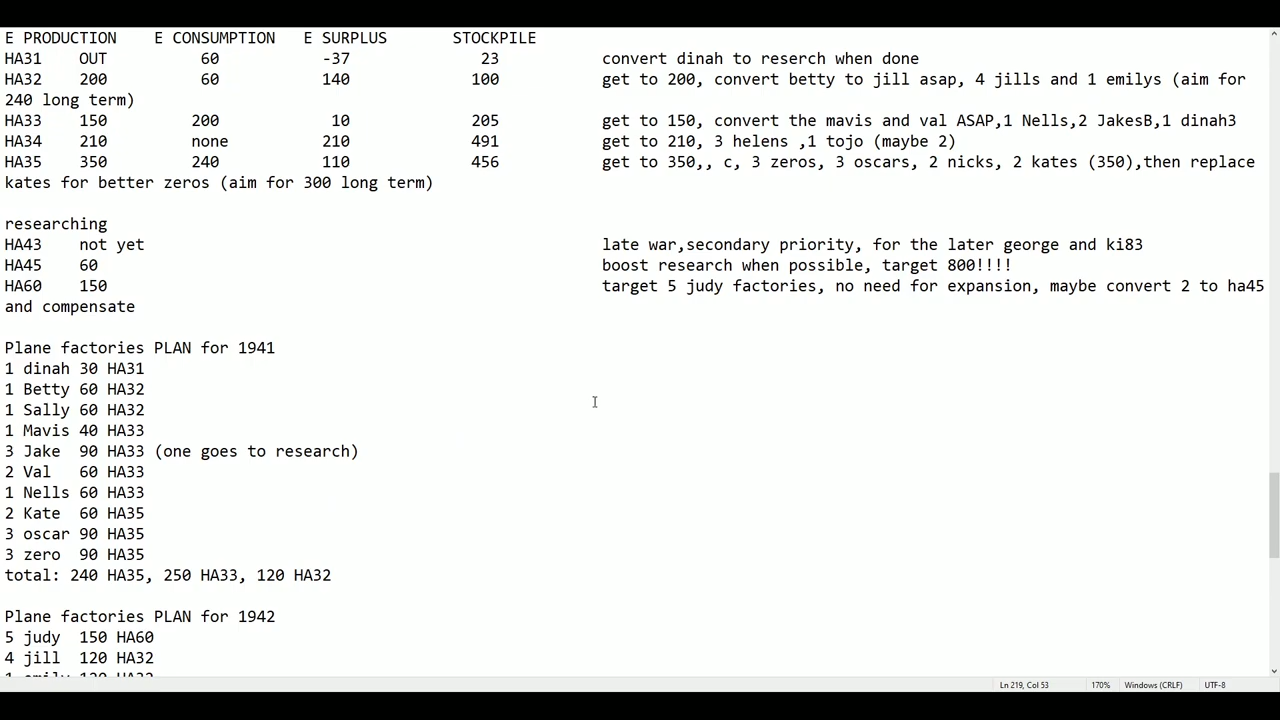 E PRODUCTION    E CONSUMPTION   E SURPLUS       STOCKPILE
HA31    OUT          60           -37              23           convert dinah to reserch when done
HA32    200          60           140             100           get to 200, convert betty to jill asap, 4 jills and 1 emilys (aim for
240 long term)
HA33    150         200            10             205           get to 150, convert the mavis and val ASAP,1 Nells,2 JakesB,1 dinah3
HA34    210         none          210             491           get to 210, 3 helens ,1 tojo (maybe 2)
HA35    350         240           110             456           get to 350,, c, 3 zeros, 3 oscars, 2 nicks, 2 kates (350),then replace
kates for better zeros (aim for 300 long term)
researching
HA43    not yet                                                 late war,secondary priority, for the later george and ki83
HA45    60                                                      boost research when possible, target 800!!!!
HA60    150                                                     target 5 judy factories, no need for expansion, maybe convert 2 to ha45
and compensate
Plane factories PLAN for 1941
1 dinah 30 HA31
1 Betty 60 HA32
1 Sally 60 HA32
1 Mavis 40 HA33
3 Jake  90 HA33 (one goes to research)
2 Val   60 HA33
1 Nells 60 HA33
2 Kate  60 HA35
3 oscar 90 HA35
3 zero  90 HA35
total: 240 HA35, 250 HA33, 120 HA32
Plane factories PLAN for 1942
5 judy  150 HA60
4 jill  120 HA32
Ln 219, Col 53    170%    Windows (CRLF)    UTF-8